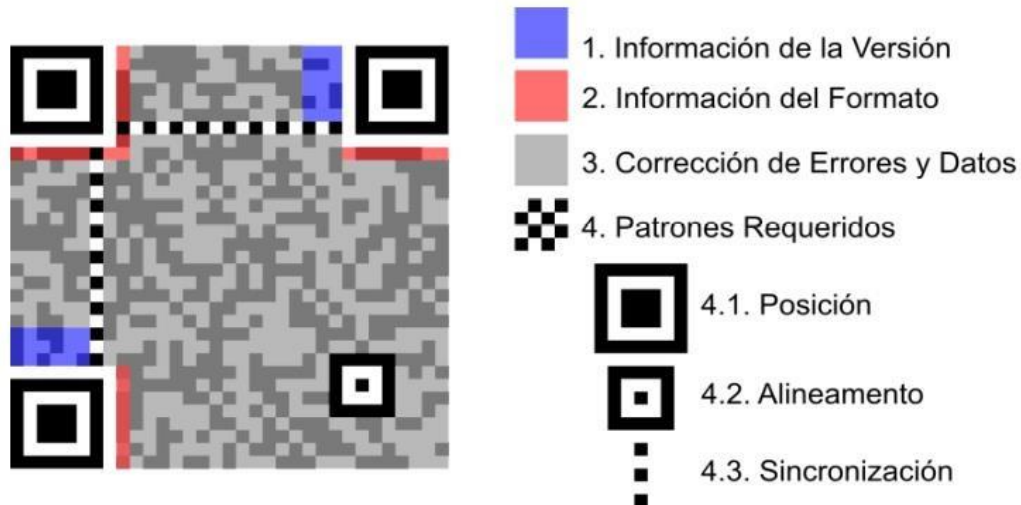 1. Información de la Versión
2. Información del Formato
3. Corrección de Errores y Datos
4. Patrones Requeridos
4.1. Posición
4.2. Alineamento
4.3. Sincronización